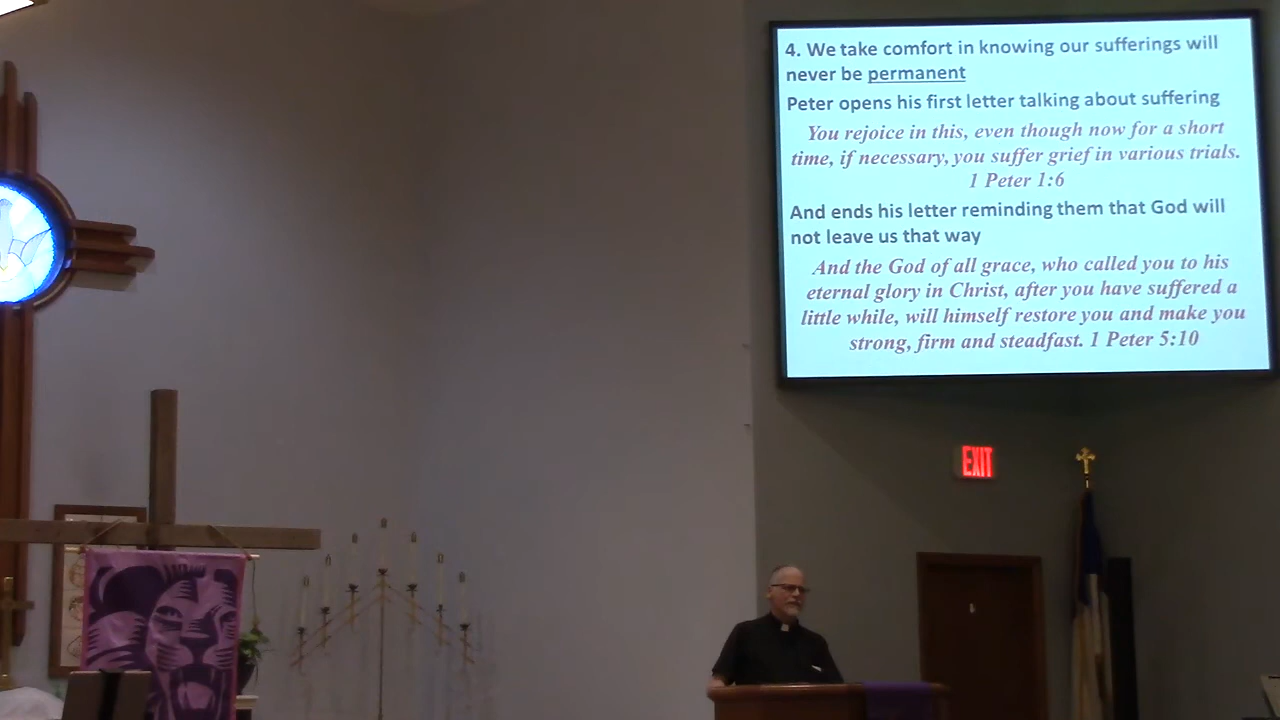 4. We take comfort in knowing our sufferings will
never be permanent
Peter opens his first letter talking about suffering
You rejoice in this, even though now for a short
time, if necessary, you suffer grief in various trials.
1 Peter 1:6
And ends his letter reminding them that God will
not leave us that way
And the God of all grace, who called you to his
eternal glory in Christ, after you have suffered a
little while, will himself restore you and make you
strong, firm and steadfast. 1 Peter 5:10
EXIT